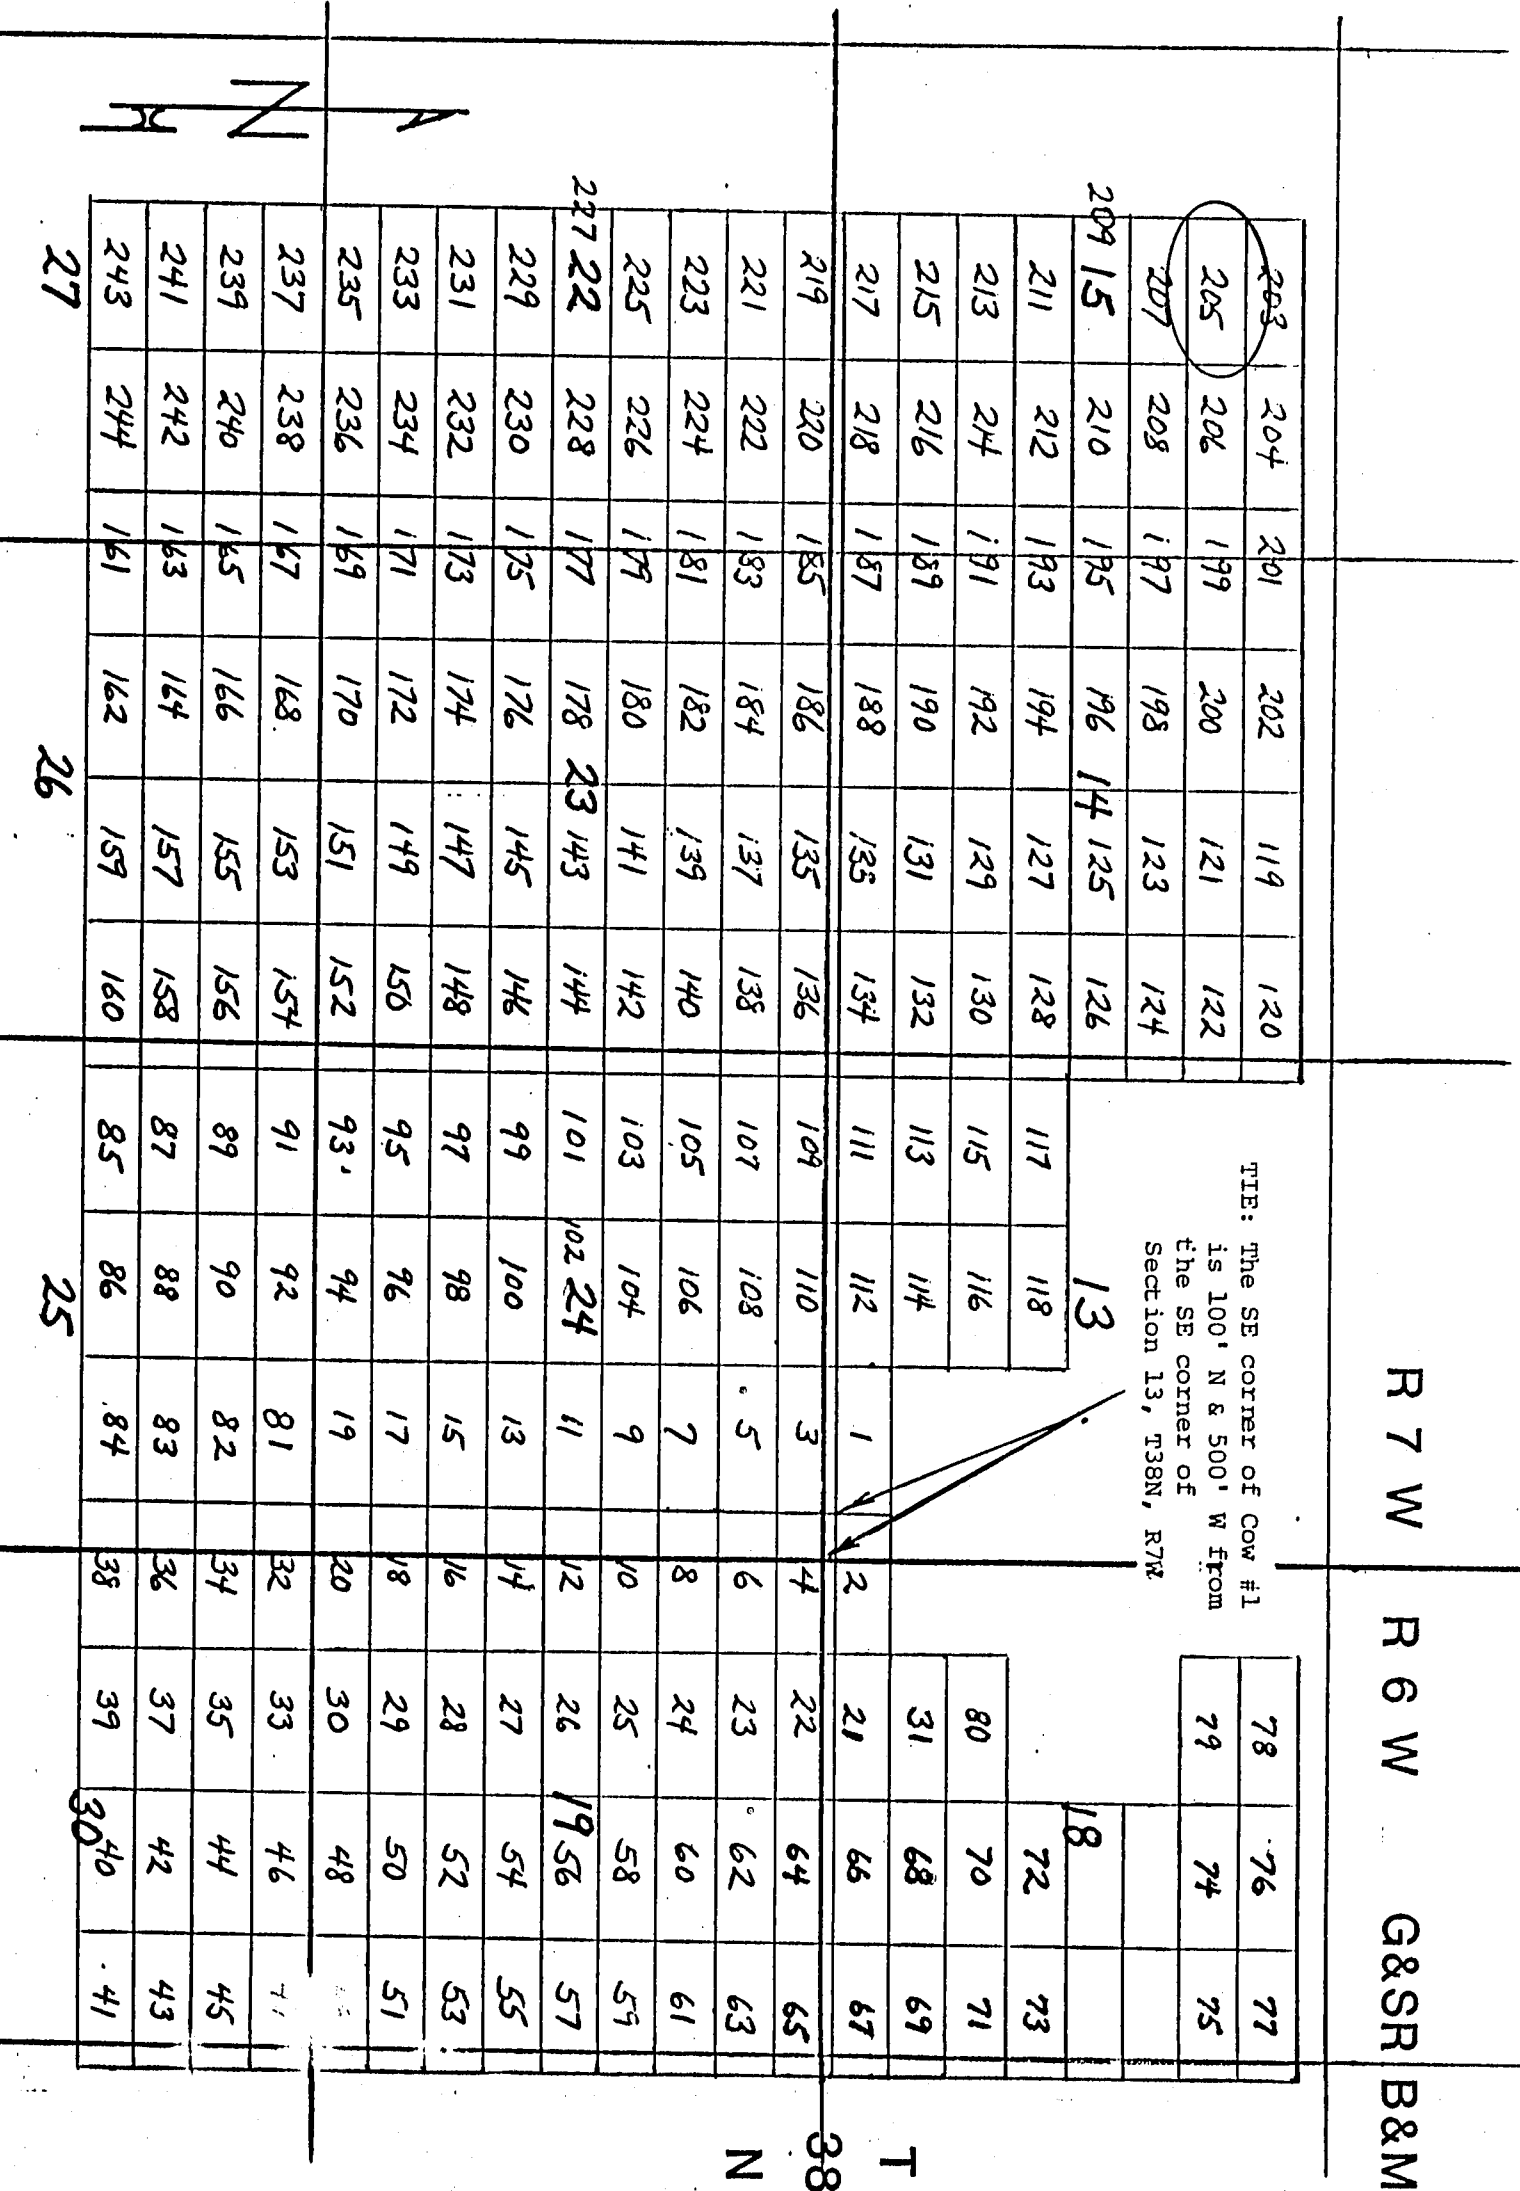 R 7 W R 6 W G&SR B&M
TIE: The SE corner of Cow #1
is 100' N & 500' W from
the SE corner of
Section 13, T38N, R7W
203 204 201 202 119 120 78 76 77
205 206 199 200 121 122 79 74 75
207 208 197 198 123 124
209 15 210 195 196 14 125 126 13 18
211 212 193 194 127 128 117 118 72 73
213 214 191 192 129 130 115 116 80 70 71
215 216 189 190 131 132 113 114 31 68 69
217 218 187 188 133 134 111 112 1 2 21 66 67
219 220 185 186 135 136 109 110 3 4 22 64 65
221 222 183 184 137 138 107 108 5 6 23 62 63
223 224 181 182 139 140 105 106 7 8 24 60 61
225 226 179 180 141 142 103 104 9 10 25 58 59
227 22 228 177 178 23 143 144 101 102 24 11 12 26 19 56 57
229 230 175 176 145 146 99 100 13 14 27 54 55
231 232 173 174 147 148 97 98 15 16 28 52 53
233 234 171 172 149 150 95 96 17 18 29 50 51
235 236 169 170 151 152 93 94 19 20 30 48
237 238 167 168 153 154 91 92 81 32 33 46
239 240 165 166 155 156 89 90 82 34 35 44 45
241 242 163 164 157 158 87 88 83 36 37 42 43
243 244 161 162 159 160 85 86 84 38 39 40 41
27 26 25 30
T
38
N
N